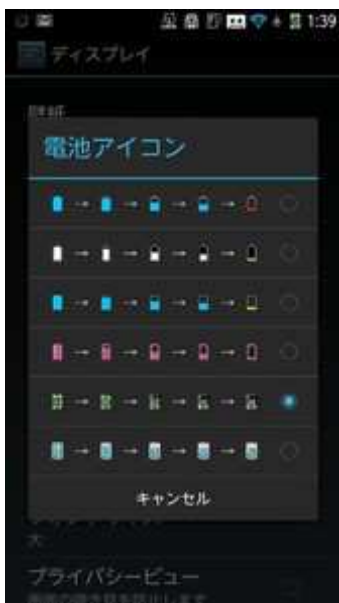 1:39
ディスプレイ
壁紙
電池アイコン
キャンセル
大
プライバシービュー